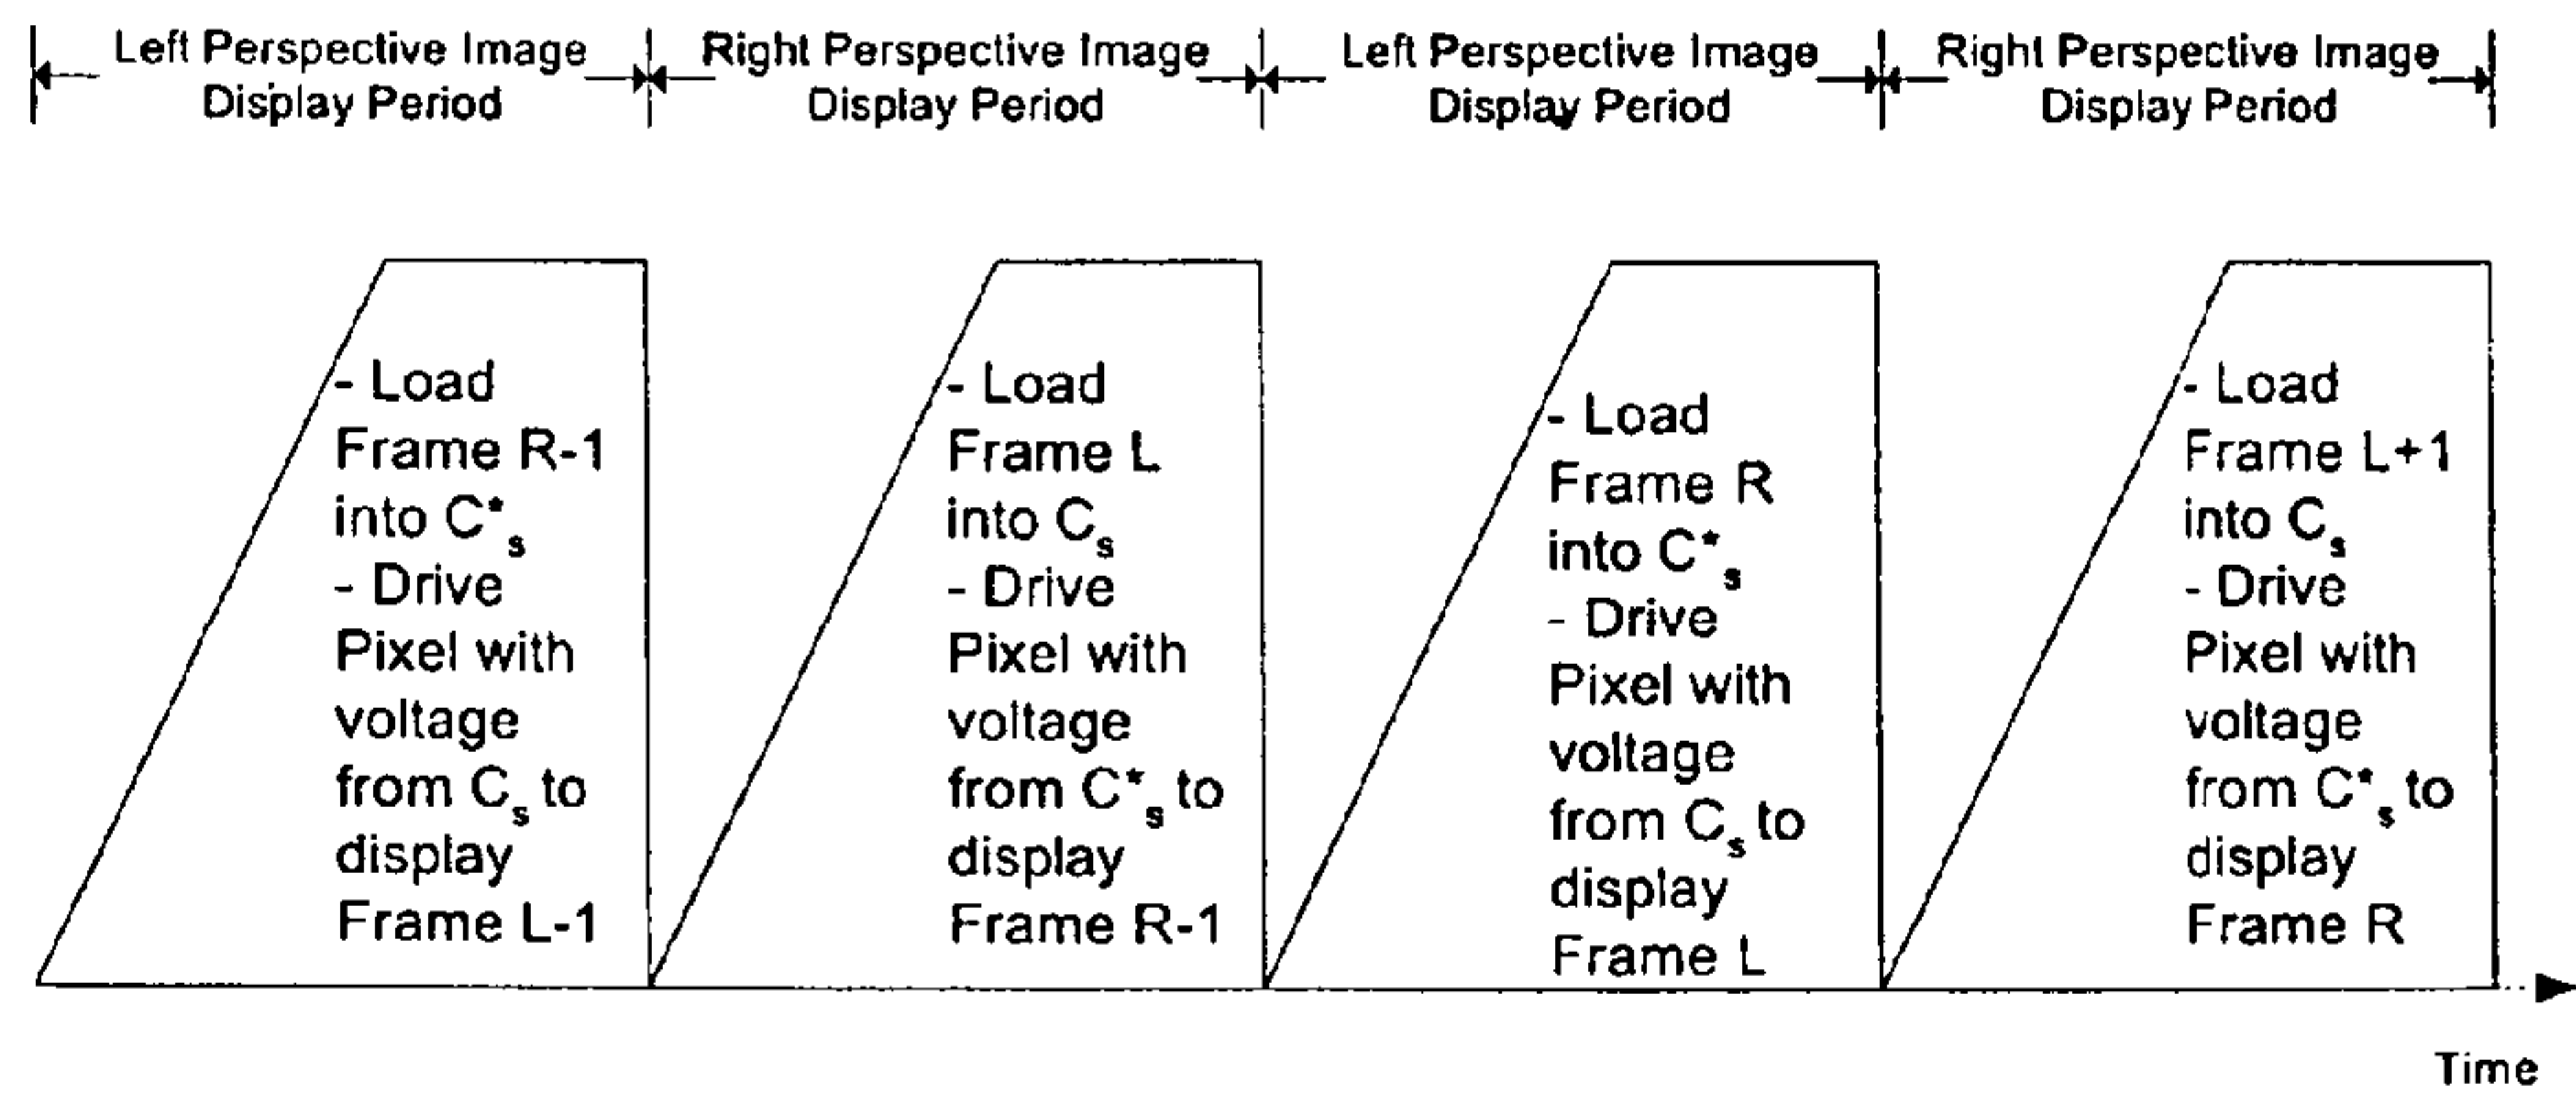 Left Perspective Image
Display Period
Right Perspective Image
Display Period
Left Perspective Image
Display Period
Right Perspective Image
Display Period
- Load
Frame R-1
into C*s
- Drive
Pixel with
voltage
from Cs to
display
Frame L-1
- Load
Frame L
into Cs
- Drive
Pixel with
voltage
from C*s to
display
Frame R-1
- Load
Frame R
into C*s
- Drive
Pixel with
voltage
from Cs to
display
Frame L
- Load
Frame L+1
into Cs
- Drive
Pixel with
voltage
from C*s to
display
Frame R
Time